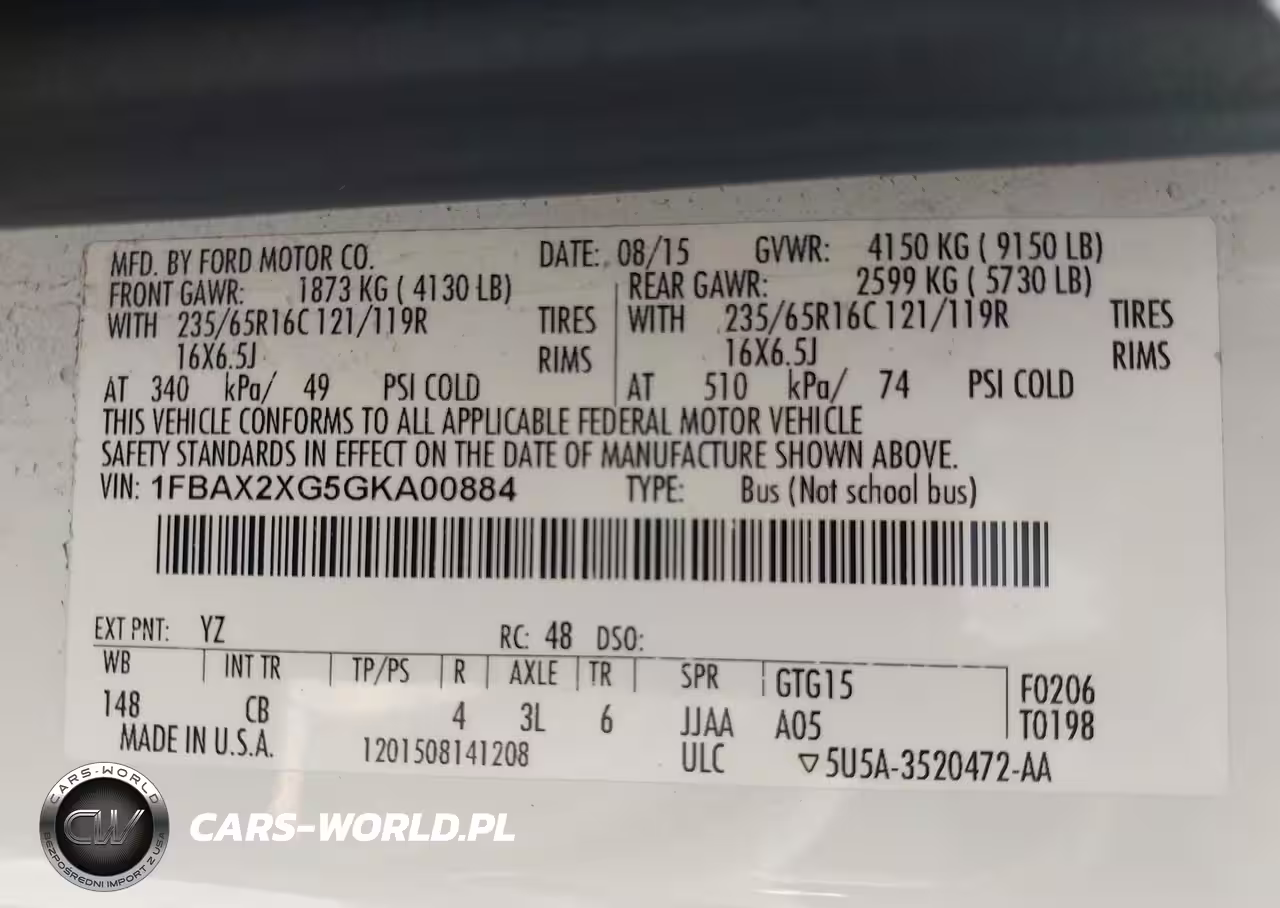 MFD. BY FORD MOTOR CO. DATE: 08/15 GVWR: 4150 KG ( 9150 LB)
FRONT GAWR: 1873 KG ( 4130 LB) REAR GAWR: 2599 KG ( 5730 LB)
WITH 235/65R16C 121/119R TIRES WITH 235/65R16C 121/119R TIRES
16X6.5J RIMS 16X6.5J RIMS
AT 340 kPa/ 49 PSI COLD AT 510 kPa/ 74 PSI COLD
THIS VEHICLE CONFORMS TO ALL APPLICABLE FEDERAL MOTOR VEHICLE
SAFETY STANDARDS IN EFFECT ON THE DATE OF MANUFACTURE SHOWN ABOVE.
VIN: 1FBAX2XG5GKA00884 TYPE: Bus (Not school bus)
EXT PNT: YZ RC: 48 DSO:
WB INT TR TP/PS R AXLE TR SPR GTG15 F0206
148 CB 4 3L 6 JJAA A05 T0198
MADE IN U.S.A. 1201508141208 ULC ▽5U5A-3520472-AA
CARS-WORLD
CW
BEZPOŚREDNI IMPORT Z USA
CARS-WORLD.PL